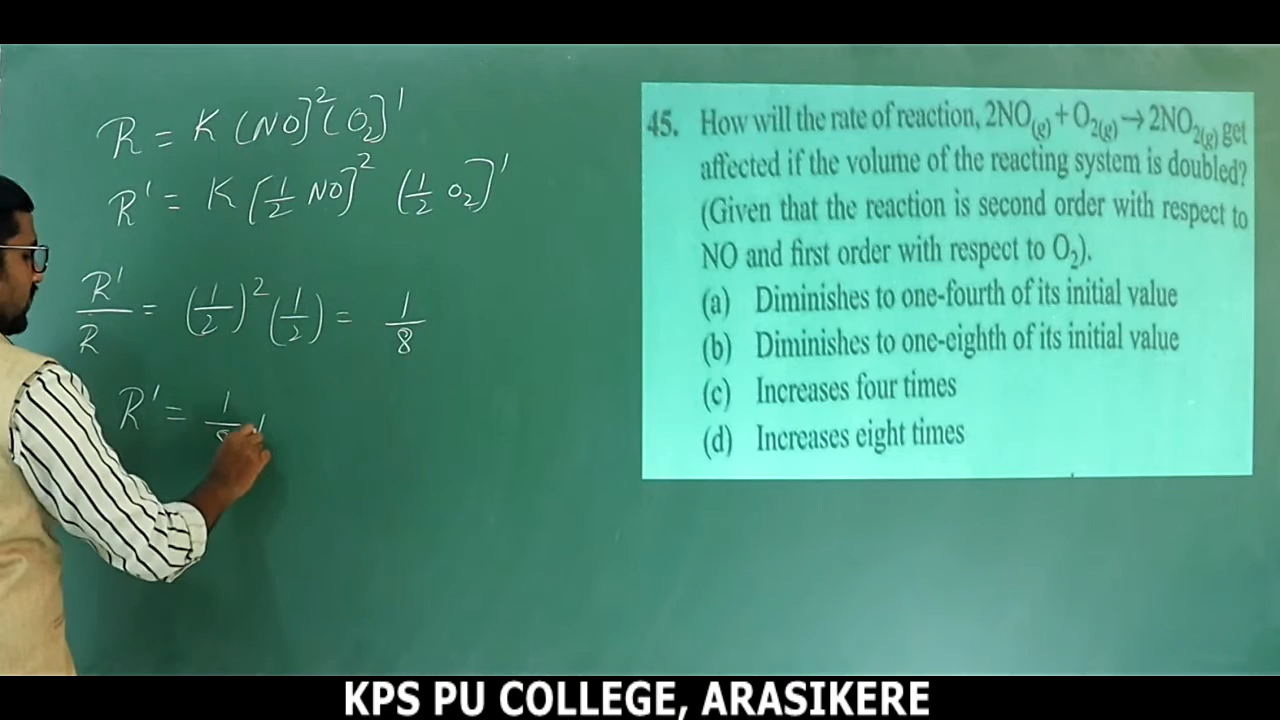 R = K (NO]² (O₂]¹
R' = K [1/2 NO]² (1/2 O₂]¹
R'/R = (1/2)² (1/2) = 1/8
R' = 1/8
45. How will the rate of reaction, 2NO(g) + O₂(g) → 2NO₂(g) get
affected if the volume of the reacting system is doubled?
(Given that the reaction is second order with respect to
NO and first order with respect to O₂).
(a) Diminishes to one-fourth of its initial value
(b) Diminishes to one-eighth of its initial value
(c) Increases four times
(d) Increases eight times
KPS PU COLLEGE, ARASIKERE